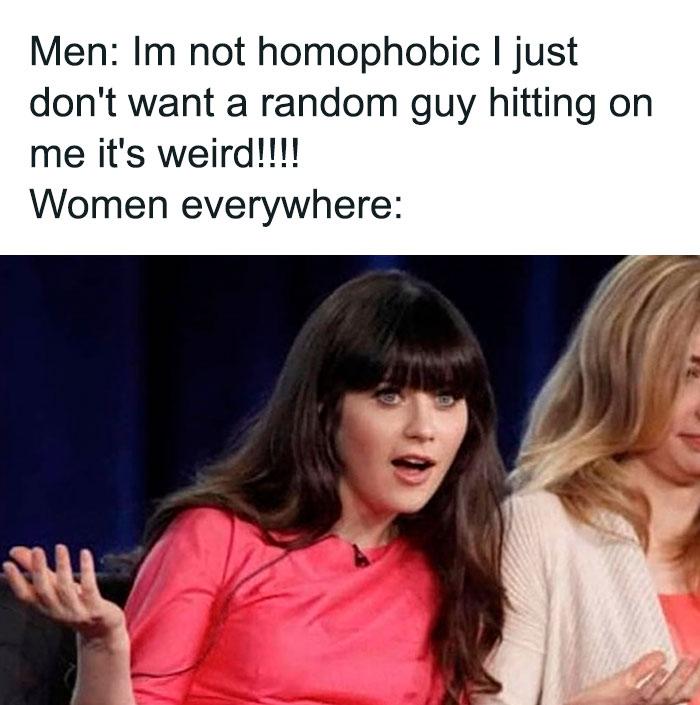 Men: Im not homophobic I just
don't want a random guy hitting on
me it's weird!!!!
Women everywhere: